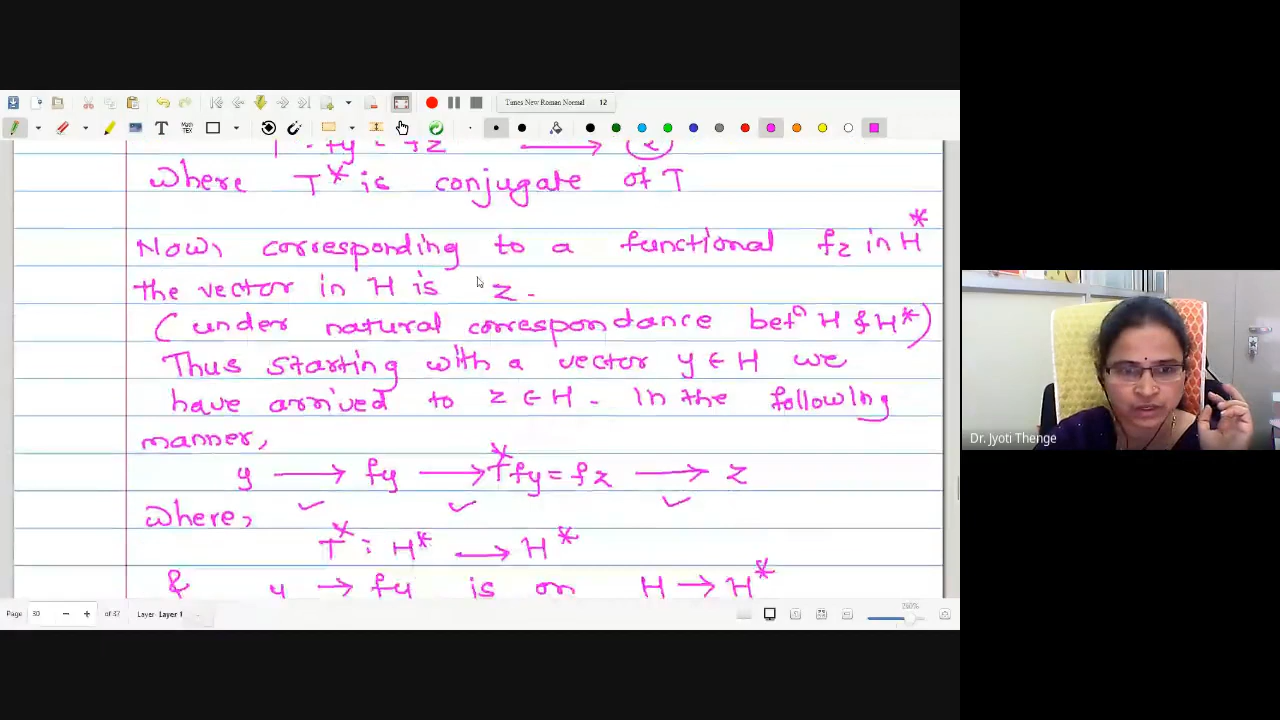 Times New Roman Normal 12
Where T* is conjugate of T
Now, corresponding to a functional fz in H*
the vector in H is z.
(under natural correspondance betn H & H*)
Thus starting with a vector y ∈ H we
have arrived to z ∈ H. In the following
manner,
y → fy → T*fy = fz → z
where,
T* : H* → H*
& y → fy is on H → H*
Page 30 of 37 Layer Layer 1 260%
Dr. Jyoti Thenge